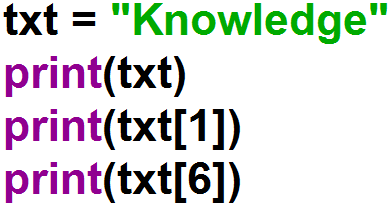 txt = "Knowledge"
print(txt)
print(txt[1])
print(txt[6])